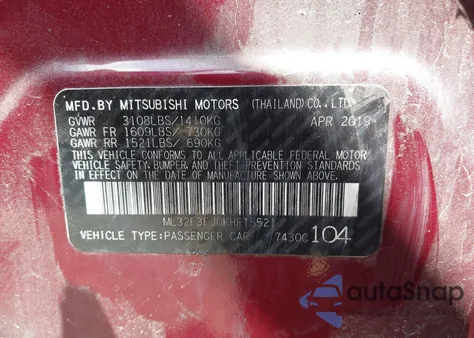 MFD.BY MITSUBISHI MOTORS (THAILAND) CO., LTD.
GVWR 3108LBS/1410KG APR 2019
GAWR FR 1609LBS/ 730KG
GAWR RR 1521LBS/ 690KG
THIS VEHICLE CONFORMS TO ALL APPLICABLE FEDERAL MOTOR
VEHICLE SAFETY, BUMPER, AND THEFT PREVENTION
STANDARDS IN EFFECT ON THE DATE OF MANUFACTURE
SHOWN ABOVE.
ML32F3FJ0KHF15521
VEHICLE TYPE:PASSENGER CAR 7430C 104
autoSnap